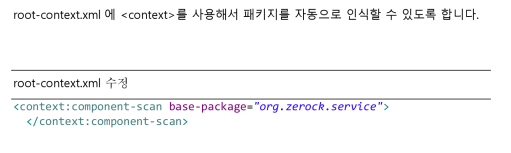 root-context.xml 에 <context>를 사용해서 패키지를 자동으로 인식할 수 있도록 합니다.
root-context.xml 수정
<context:component-scan base-package="org.zerock.service">
</context:component-scan>